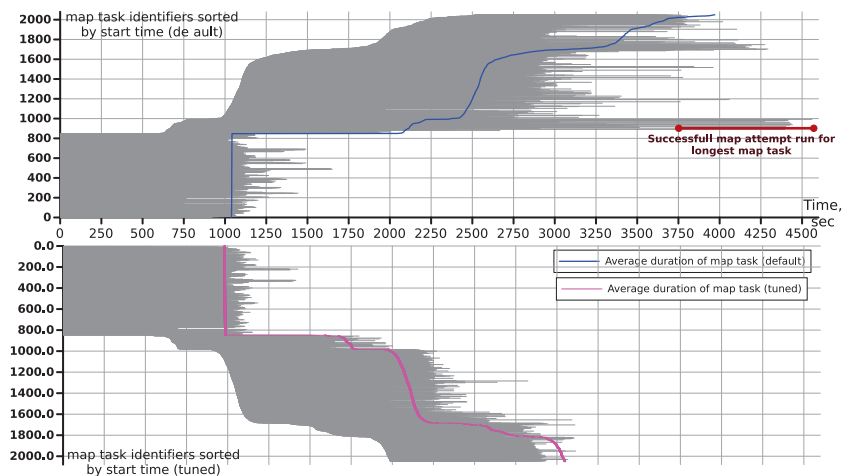 map task identifiers sorted
by start time (de ault)
2000
1800
1600
1400
1200
1000
800
600
400
200
0
Successfull map attempt run for
longest map task
Time,
sec
0 250 500 750 1000 1250 1500 1750 2000 2250 2500 2750 3000 3250 3500 3750 4000 4250 4500
0.0
200.0
400.0
600.0
800.0
1000.0
1200.0
1400.0
1600.0
1800.0
2000.0
Average duration of map task (default)
Average duration of map task (tuned)
map task identifiers sorted
by start time (tuned)